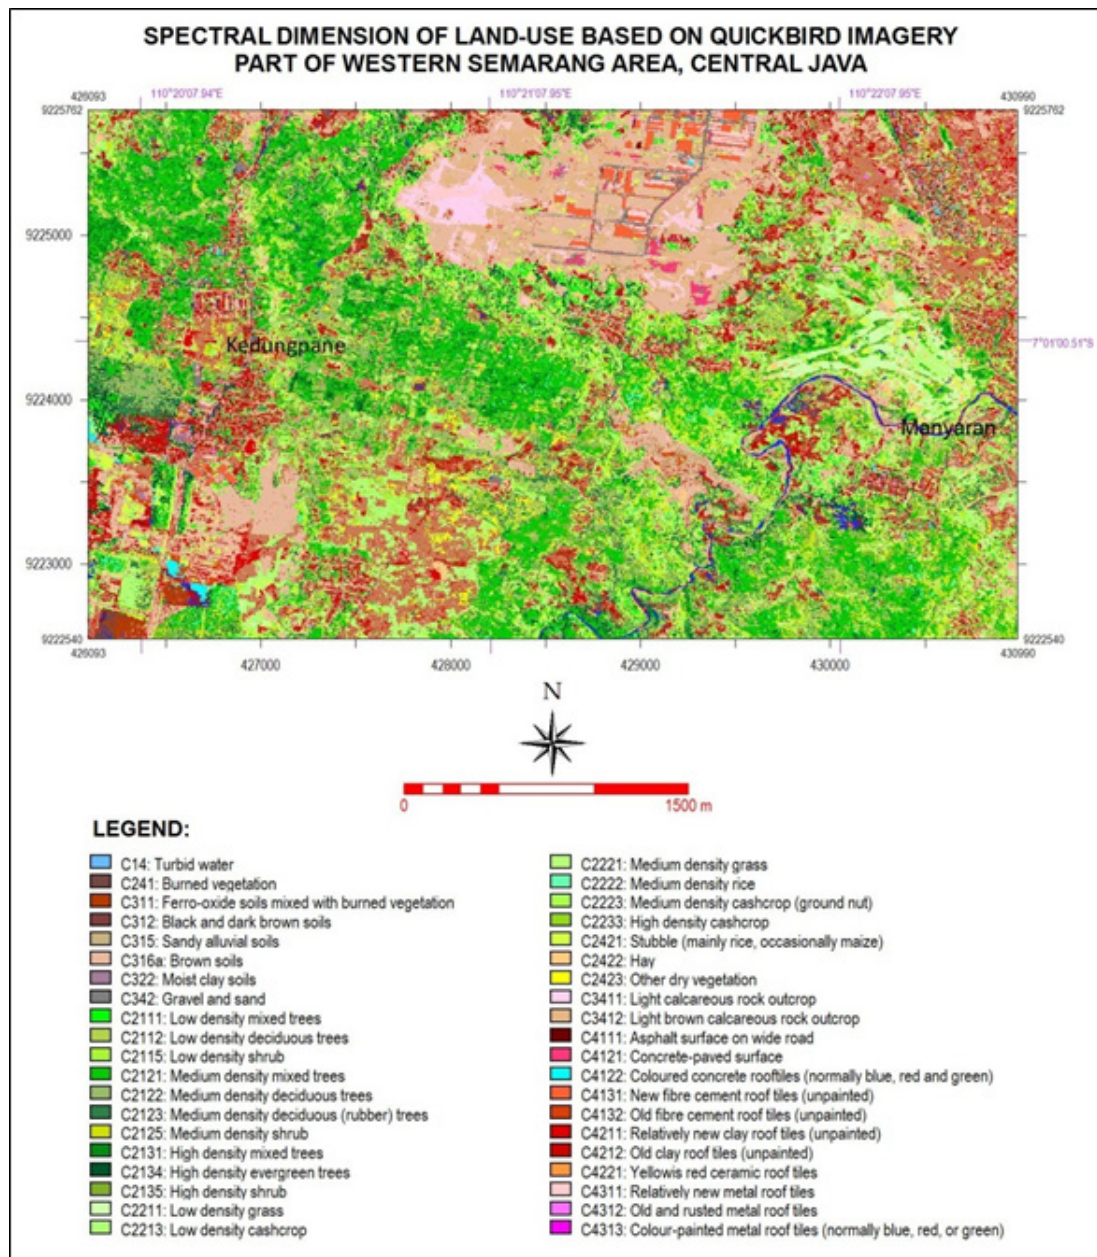 SPECTRAL DIMENSION OF LAND-USE BASED ON QUICKBIRD IMAGERY
PART OF WESTERN SEMARANG AREA, CENTRAL JAVA
426093 110°20'07.94"E 110°21'07.95"E 110°22'07.95"E 430990
9225762 9225762
9225000
Kedungpane 7°01'00.51"S
9224000
Manyaran
9223000
9222540 9222540
426093 427000 428000 429000 430000 430990
N
0 1500 m
LEGEND:
C14: Turbid water
C241: Burned vegetation
C311: Ferro-oxide soils mixed with burned vegetation
C312: Black and dark brown soils
C315: Sandy alluvial soils
C316a: Brown soils
C322: Moist clay soils
C342: Gravel and sand
C2111: Low density mixed trees
C2112: Low density deciduous trees
C2115: Low density shrub
C2121: Medium density mixed trees
C2122: Medium density deciduous trees
C2123: Medium density deciduous (rubber) trees
C2125: Medium density shrub
C2131: High density mixed trees
C2134: High density evergreen trees
C2135: High density shrub
C2211: Low density grass
C2213: Low density cashcrop
C2221: Medium density grass
C2222: Medium density rice
C2223: Medium density cashcrop (ground nut)
C2233: High density cashcrop
C2421: Stubble (mainly rice, occasionally maize)
C2422: Hay
C2423: Other dry vegetation
C3411: Light calcareous rock outcrop
C3412: Light brown calcareous rock outcrop
C4111: Asphalt surface on wide road
C4121: Concrete-paved surface
C4122: Coloured concrete rooftiles (normally blue, red and green)
C4131: New fibre cement roof tiles (unpainted)
C4132: Old fibre cement roof tiles (unpainted)
C4211: Relatively new clay roof tiles (unpainted)
C4212: Old clay roof tiles (unpainted)
C4221: Yellowis red ceramic roof tiles
C4311: Relatively new metal roof tiles
C4312: Old and rusted metal roof tiles
C4313: Colour-painted metal roof tiles (normally blue, red, or green)